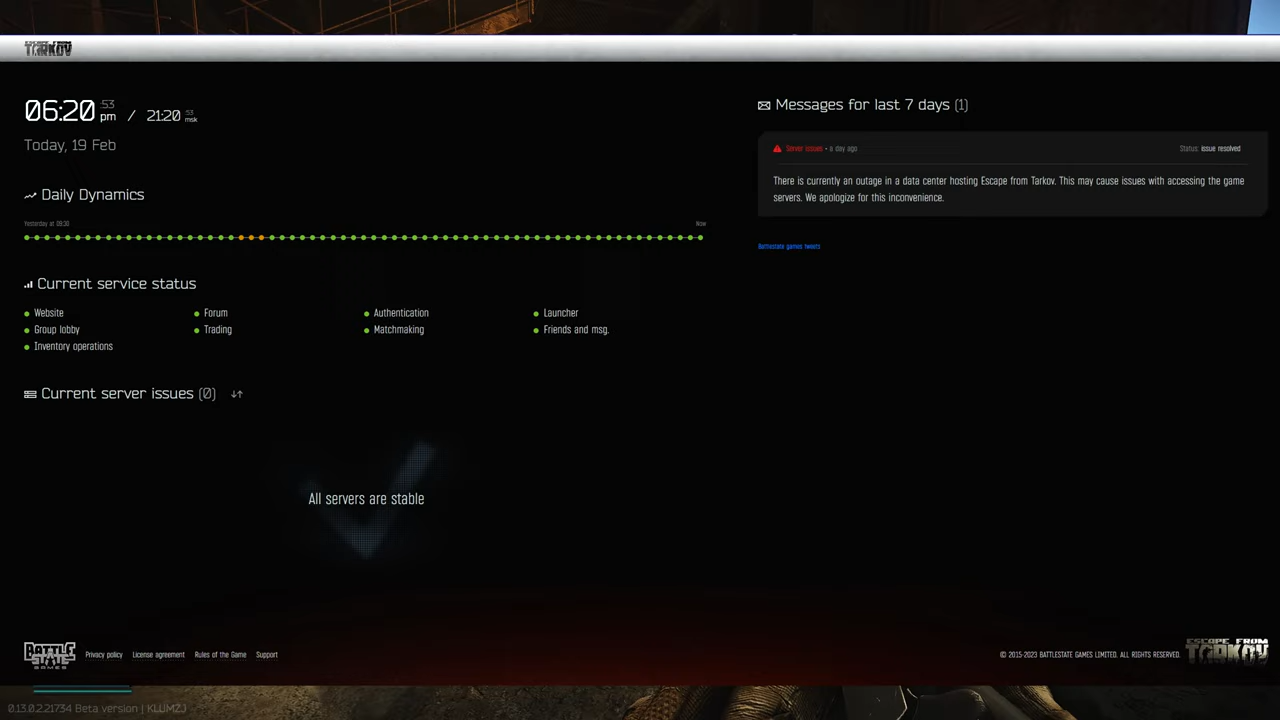 ESCAPE FROM
TARKOV
06:20 :53 pm / 21:20 :53 msk
Today, 19 Feb
Daily Dynamics
Yesterday at 09:30
Now
Current service status
Website
Forum
Authentication
Launcher
Group lobby
Trading
Matchmaking
Friends and msg.
Inventory operations
Current server issues (0)
All servers are stable
Messages for last 7 days (1)
Server issues • a day ago
Status: issue resolved
There is currently an outage in a data center hosting Escape from Tarkov. This may cause issues with accessing the game
servers. We apologize for this inconvenience.
Battlestate games tweets
BATTLE
STATE
GAMES
Privacy policy
License agreement
Rules of the Game
Support
© 2015-2023 BATTLESTATE GAMES LIMITED. ALL RIGHTS RESERVED.
ESCAPE FROM
TARKOV
0.13.0.2.21734 Beta version | KLUMZJ